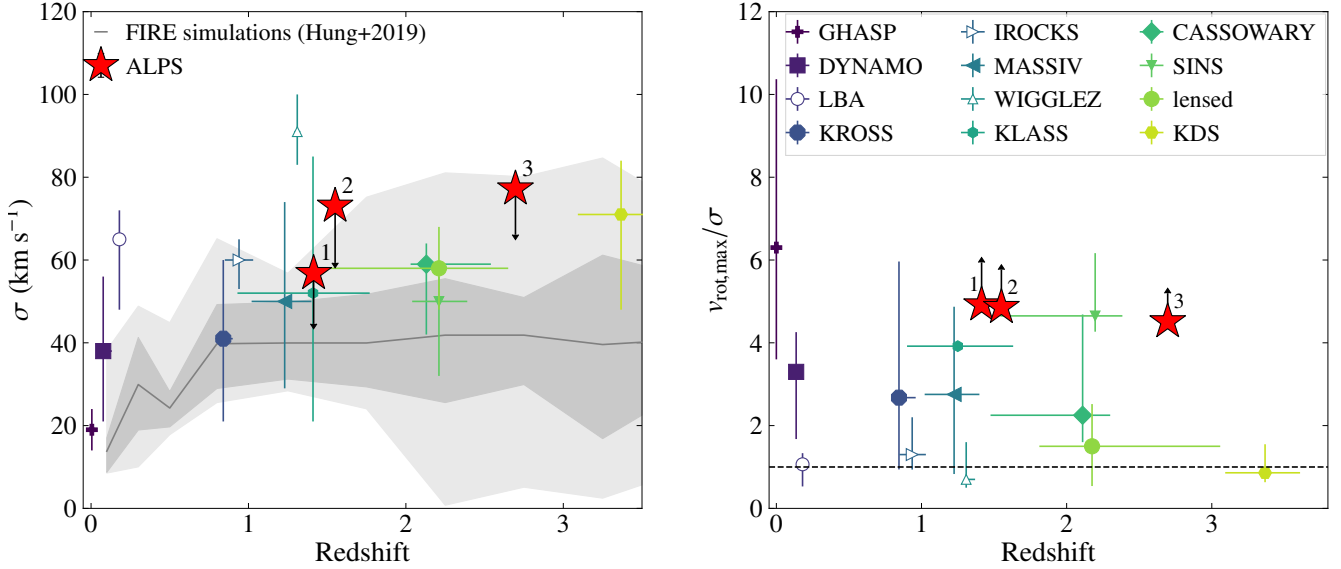 120
100
80
60
40
20
0
σ (km s⁻¹)
FIRE simulations (Hung+2019)
1
ALPS
1
2
3
0
1
2
3
Redshift
12
10
8
6
4
2
0
v_rot,max/σ
GHASP
IROCKS
CASSOWARY
DYNAMO
MASSIV
SINS
LBA
WIGGLEZ
lensed
KROSS
KLASS
KDS
1
2
3
0
1
2
3
Redshift